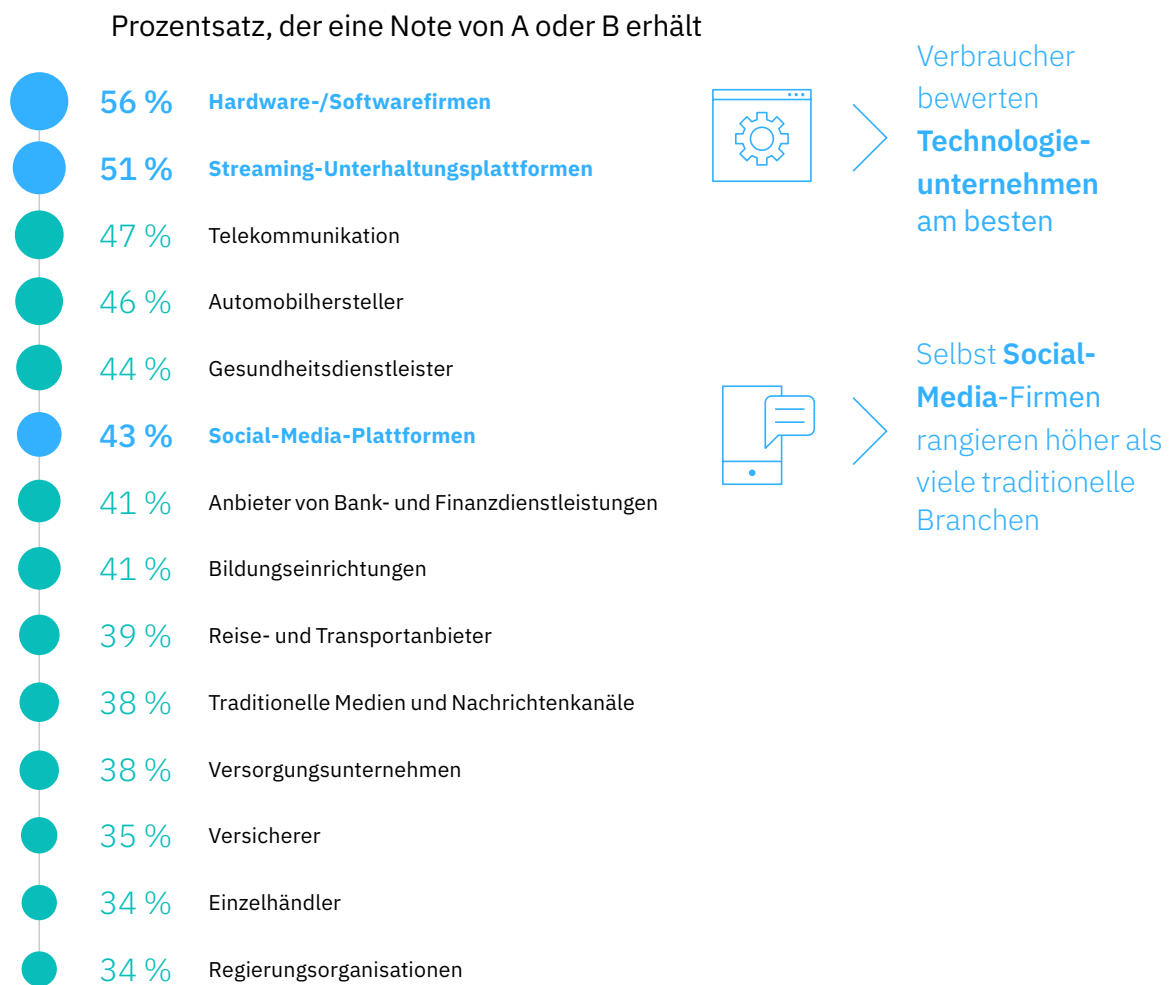 Prozentsatz, der eine Note von A oder B erhält
56 % Hardware-/Softwarefirmen
51 % Streaming-Unterhaltungsplattformen
47 % Telekommunikation
46 % Automobilhersteller
44 % Gesundheitsdienstleister
43 % Social-Media-Plattformen
41 % Anbieter von Bank- und Finanzdienstleistungen
41 % Bildungseinrichtungen
39 % Reise- und Transportanbieter
38 % Traditionelle Medien und Nachrichtenkanäle
38 % Versorgungsunternehmen
35 % Versicherer
34 % Einzelhändler
34 % Regierungsorganisationen
Verbraucher
bewerten
Technologie-
unternehmen
am besten
Selbst Social-
Media-Firmen
rangieren höher als
viele traditionelle
Branchen